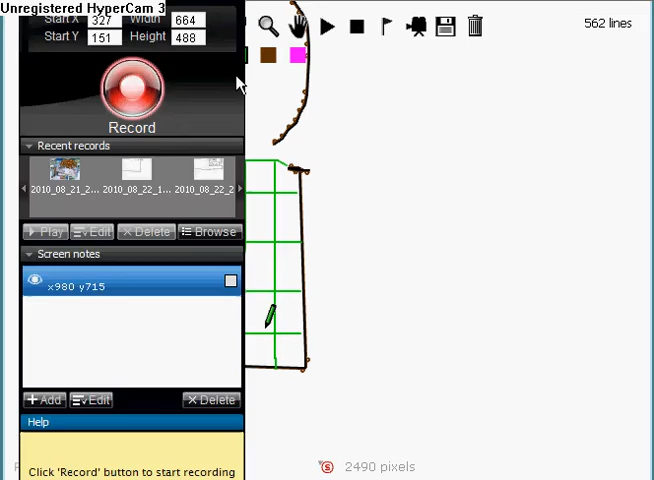 Unregistered HyperCam 3
Start X 327 Width 664
Start Y 151 Height 488
562 lines
Record
Recent records
2010_08_21_2... 2010_08_22_1... 2010_08_22_2
Play Edit Delete Browse
Screen notes
x980 y715
Add Edit Delete
Help
Click 'Record' button to start recording
2490 pixels